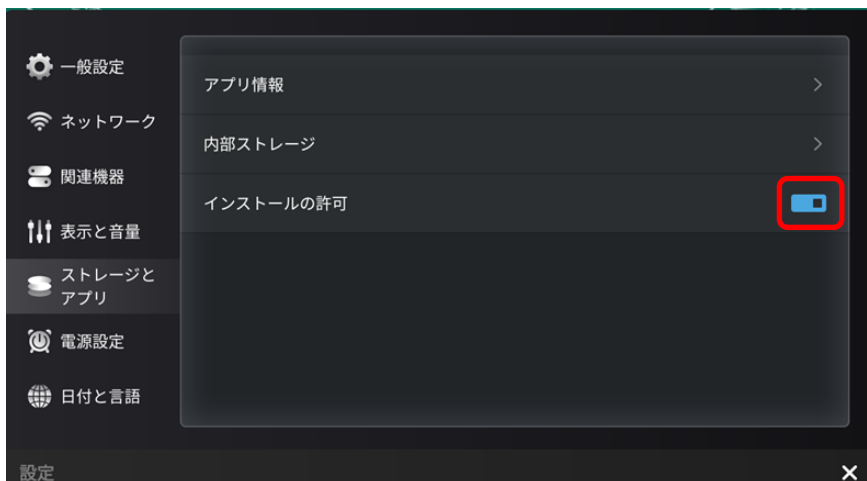 一般設定
ネットワーク
関連機器
表示と音量
ストレージと
アプリ
電源設定
日付と言語
アプリ情報
内部ストレージ
インストールの許可
設定